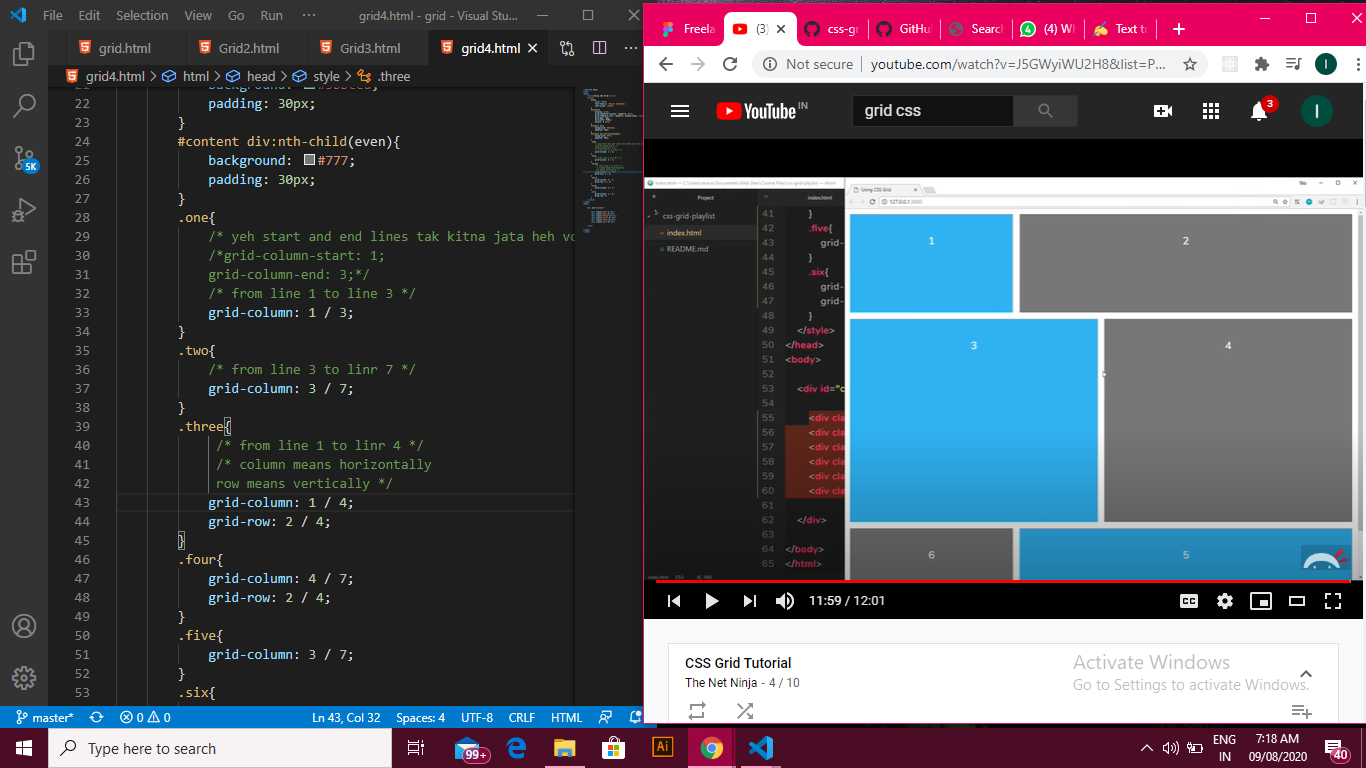 File Edit Selection View Go Run ··· grid4.html - grid - Visual Stu...
grid.html Grid2.html Grid3.html grid4.html
grid4.html > html > head > style > .three
22 padding: 30px;
23 }
24 #content div:nth-child(even){
25 background: #777;
26 padding: 30px;
27 }
28 .one{
29 /* yeh start and end lines tak kitna jata heh
30 /*grid-column-start: 1;
31 grid-column-end: 3;*/
32 /* from line 1 to line 3 */
33 grid-column: 1 / 3;
34 }
35 .two{
36 /* from line 3 to linr 7 */
37 grid-column: 3 / 7;
38 }
39 .three{
40 /* from line 1 to linr 4 */
41 /* column means horizontally
42 row means vertically */
43 grid-column: 1 / 4;
44 grid-row: 2 / 4;
45 }
46 .four{
47 grid-column: 4 / 7;
48 grid-row: 2 / 4;
49 }
50 .five{
51 grid-column: 3 / 7;
52 }
53 .six{
5K
master* 0 0 Ln 43, Col 32 Spaces: 4 UTF-8 CRLF HTML
Freela (3) css-gr GitHu Searc (4) W Text to
Not secure | youtube.com/watch?v=J5GWyiWU2H8&list=P...
YouTube IN grid css 3 I
Project index.html
css-grid-playlist
index.html
README.md
Using CSS Grid
127.0.0.1:3000
41 }
42 .five{
43 grid-
44 }
45 .six{
46 grid-
47 grid-
48 }
49 </style>
50 </head>
51 <body>
52
53 <div id="c
54
55 <div cla
56 <div cla
57 <div cla
58 <div cla
59 <div cla
60 <div cla
61
62 </div>
63
64 </body>
65 </html>
1 2
3 4
6 5
11:59 / 12:01 CC
CSS Grid Tutorial
The Net Ninja - 4 / 10
Activate Windows
Go to Settings to activate Windows.
Type here to search
99+ Ai
ENG
IN
7:18 AM
09/08/2020
40